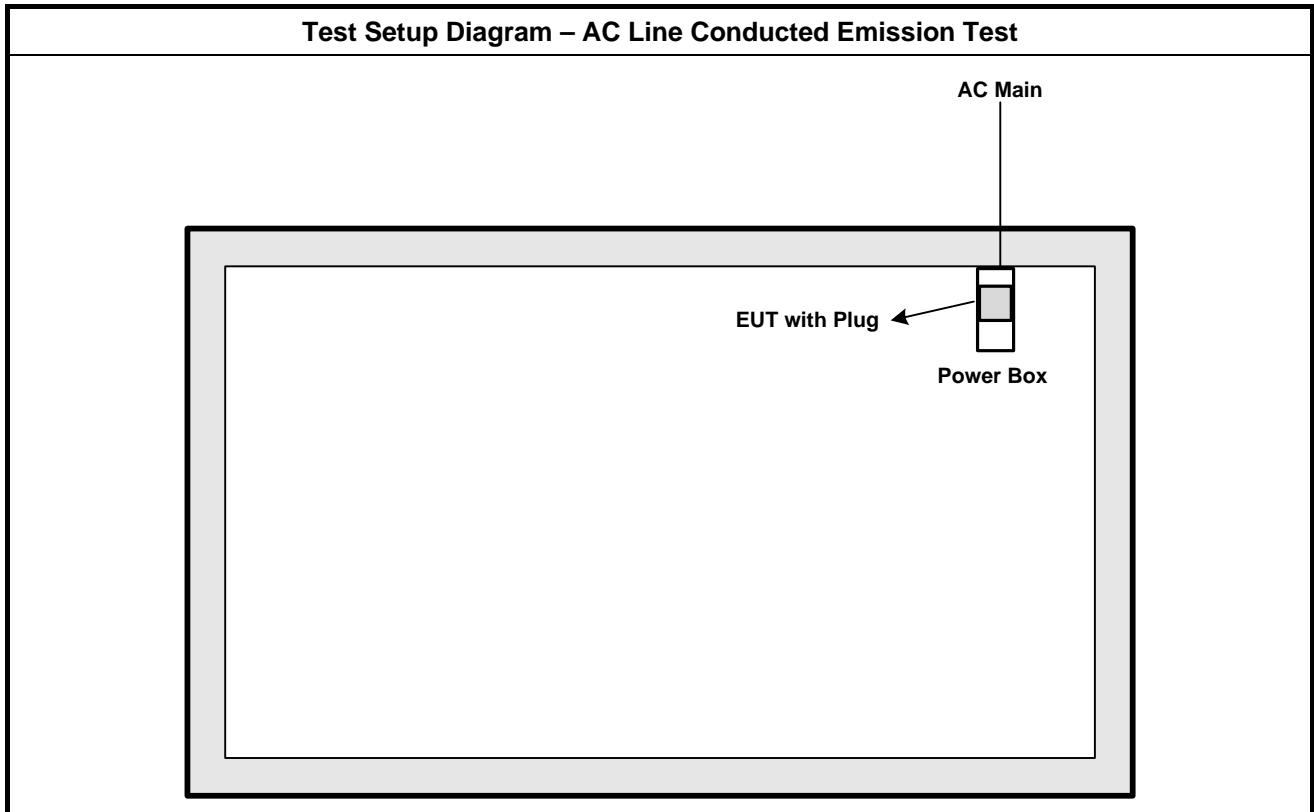 Test Setup Diagram – AC Line Conducted Emission Test
AC Main
EUT with Plug
Power Box